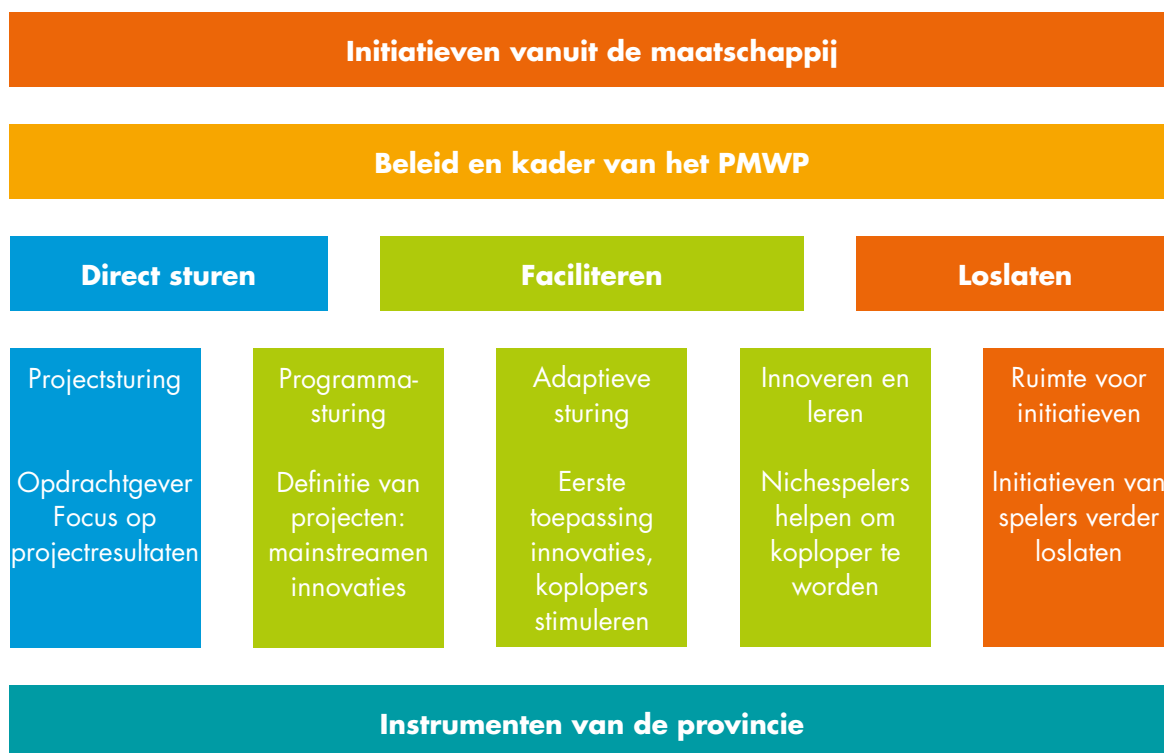 Initiatieven vanuit de maatschappij
Beleid en kader van het PMWP
Direct sturen
Faciliteren
Loslaten
Projectsturing
Opdrachtgever
Focus op
projectresultaten
Programma-
sturing
Definitie van
projecten:
mainstreamen
innovaties
Adaptieve
sturing
Eerste
toepassing
innovaties,
koplopers
stimuleren
Innoveren en
leren
Nichespelers
helpen om
koploper te
worden
Ruimte voor
initiatieven
Initiatieven van
spelers verder
loslaten
Instrumenten van de provincie